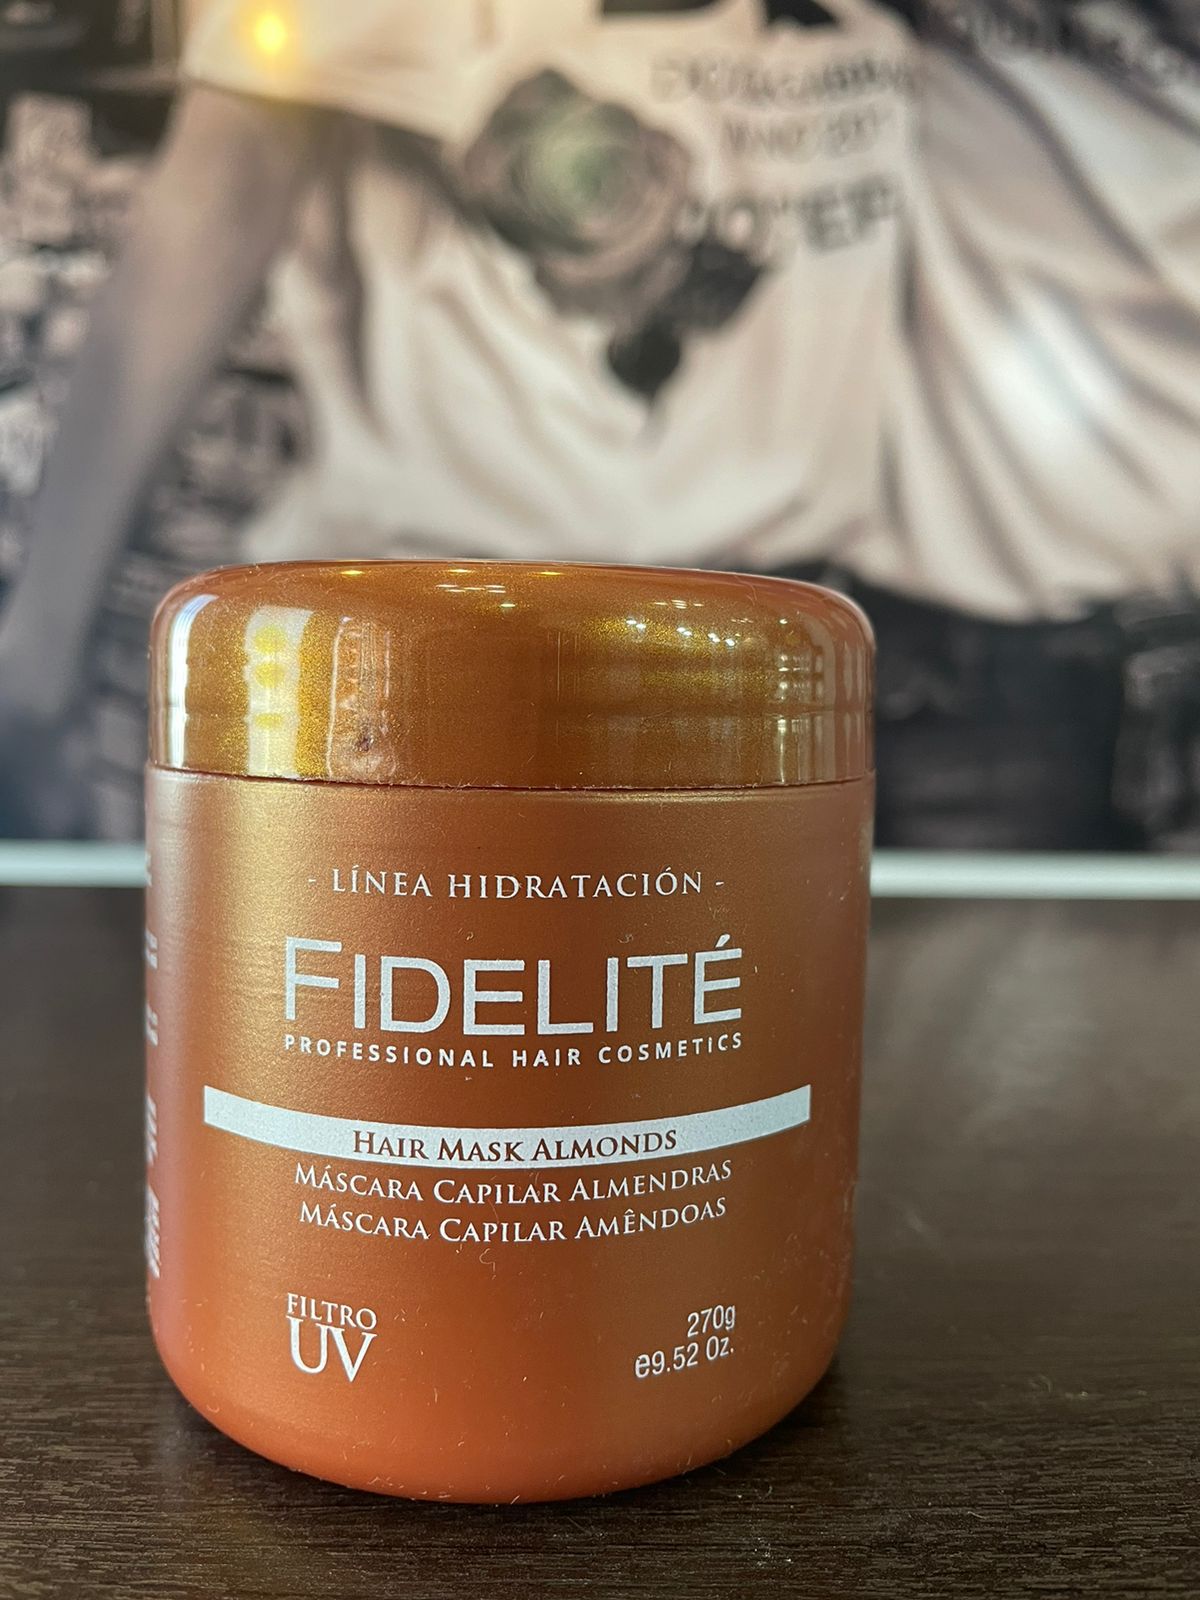 - LÍNEA HIDRATACIÓN -
FIDELITÉ
PROFESSIONAL HAIR COSMETICS
HAIR MASK ALMONDS
MÁSCARA CAPILAR ALMENDRAS
MÁSCARA CAPILAR AMÊNDOAS
FILTRO
UV
270g
e9.52 Oz.